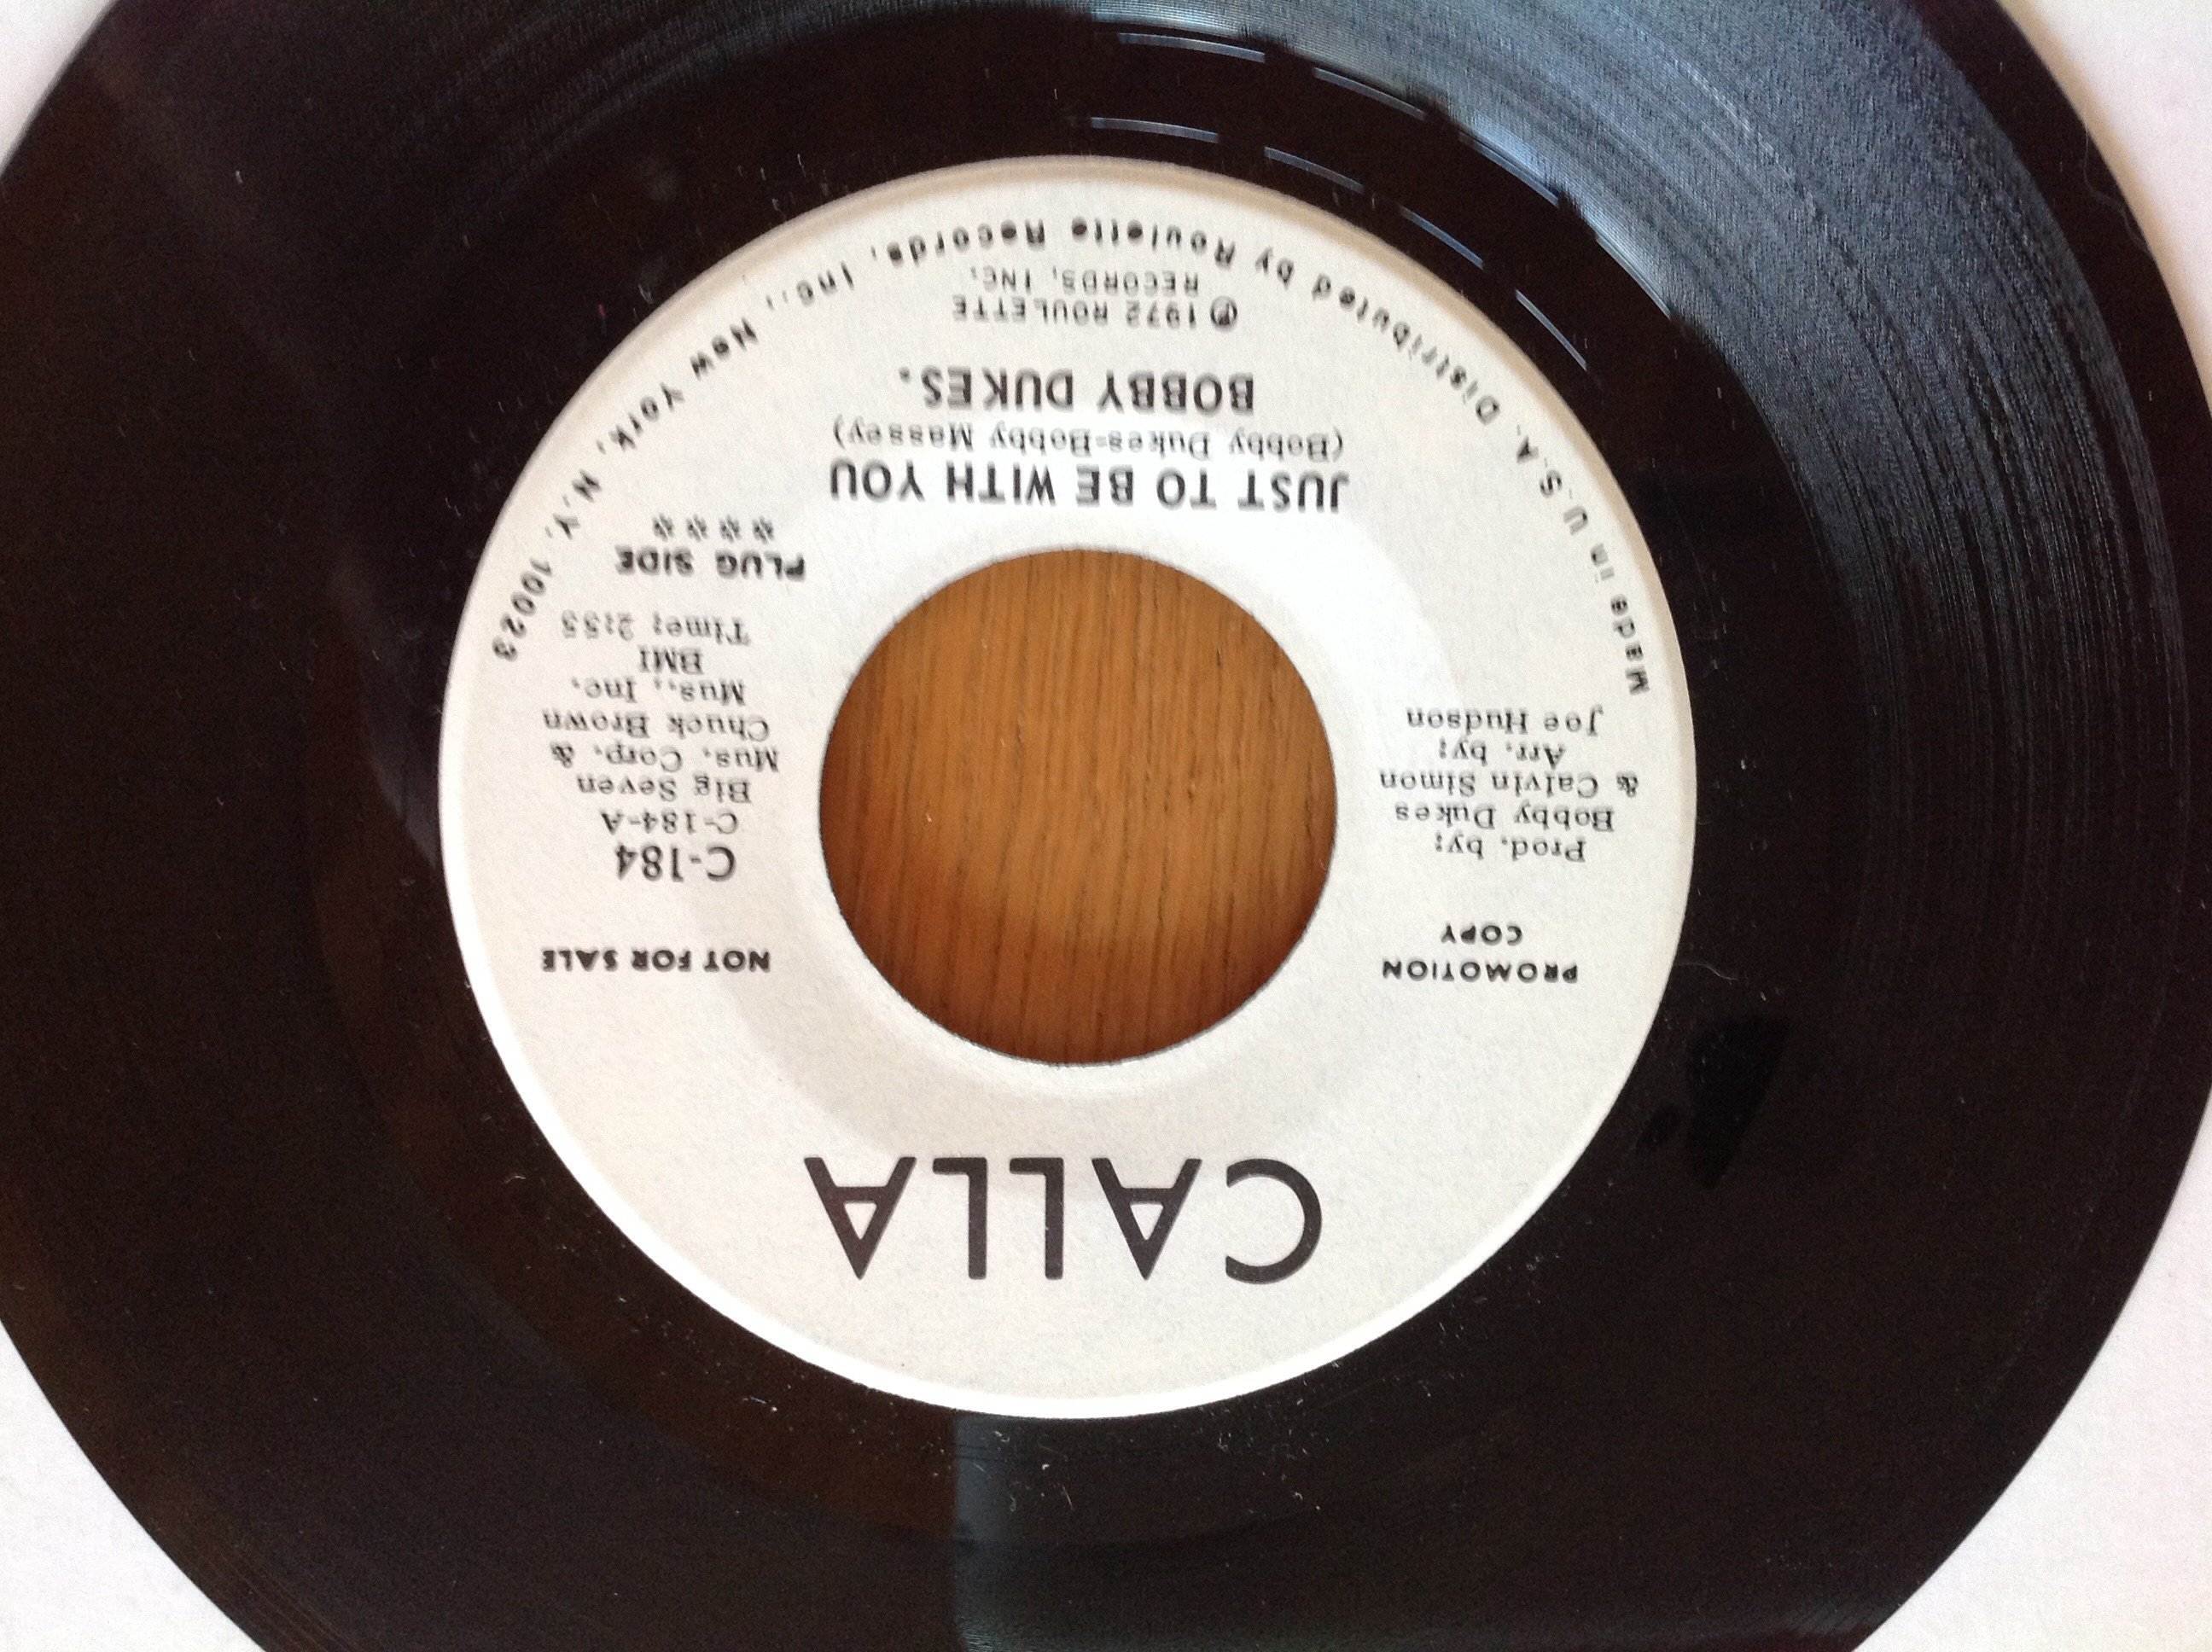 CALLA
PROMOTION
COPY
NOT FOR SALE
Prod. by:
Bobby Dukes
& Calvin Simon
Arr. by:
Joe Hudson
C-184
C-184-A
Big Seven
Mus. Corp. &
Chuck Brown
Mus., Inc.
BMI
Time: 2:55
PLUG SIDE
****
JUST TO BE WITH YOU
(Bobby Dukes-Bobby Massey)
BOBBY DUKES.
℗ 1972 ROULETTE
RECORDS, INC.
Made in U.S.A. Distributed by Roulette Records, Inc., New York, N.Y. 10023